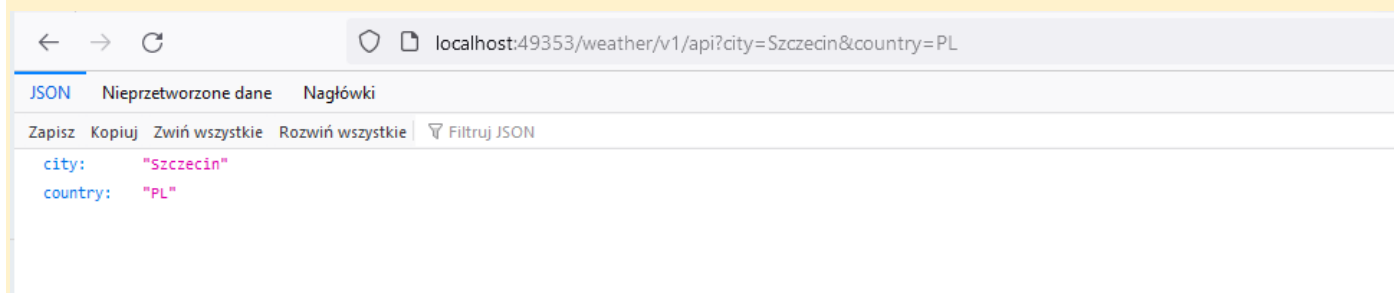 localhost:49353/weather/v1/api?city=Szczecin&country=PL
JSON Nieprzetworzone dane Nagłówki
Zapisz Kopiuj Zwiń wszystkie Rozwiń wszystkie Filtruj JSON
city: "Szczecin"
country: "PL"